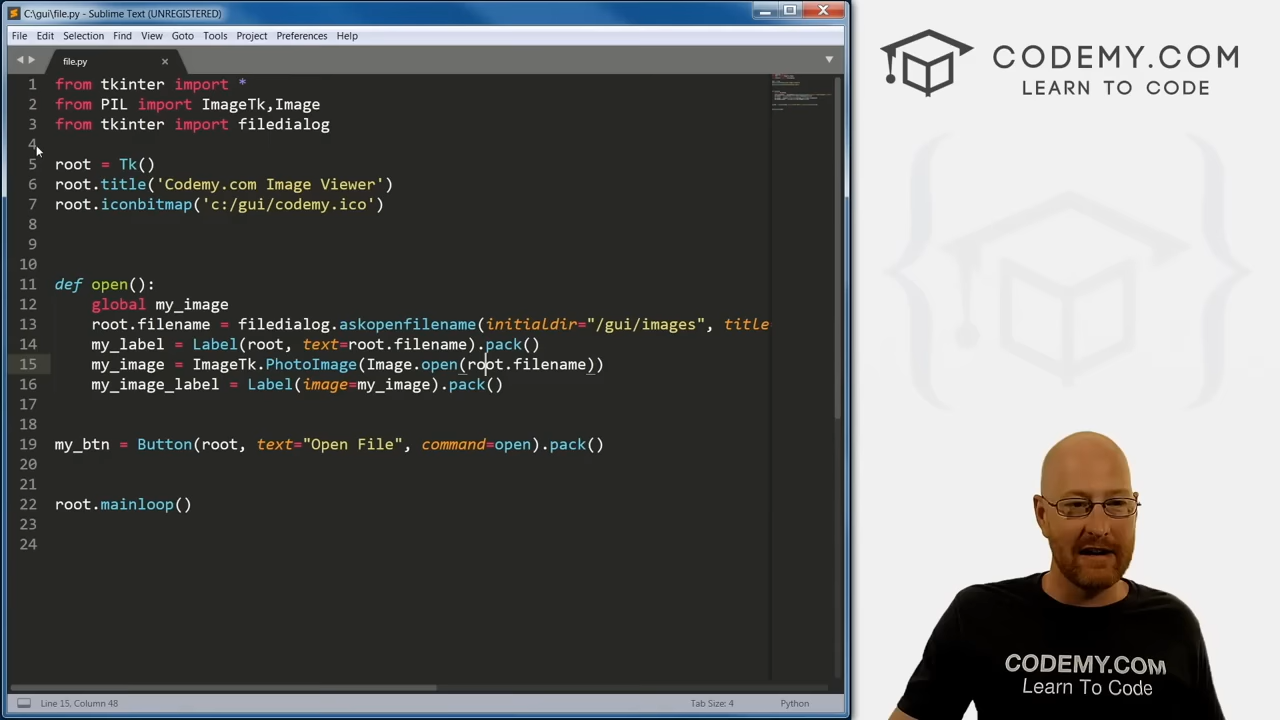 C:\gui\file.py - Sublime Text (UNREGISTERED)
File Edit Selection Find View Goto Tools Project Preferences Help
file.py
1 from tkinter import *
2 from PIL import ImageTk,Image
3 from tkinter import filedialog
4
5 root = Tk()
6 root.title('Codemy.com Image Viewer')
7 root.iconbitmap('c:/gui/codemy.ico')
8
9
10
11 def open():
12 global my_image
13 root.filename = filedialog.askopenfilename(initialdir="/gui/images", title
14 my_label = Label(root, text=root.filename).pack()
15 my_image = ImageTk.PhotoImage(Image.open(root.filename))
16 my_image_label = Label(image=my_image).pack()
17
18
19 my_btn = Button(root, text="Open File", command=open).pack()
20
21
22 root.mainloop()
23
24
Line 15, Column 48
Tab Size: 4
Python
CODEMY.COM
LEARN TO CODE
CODEMY.COM
Learn To Code